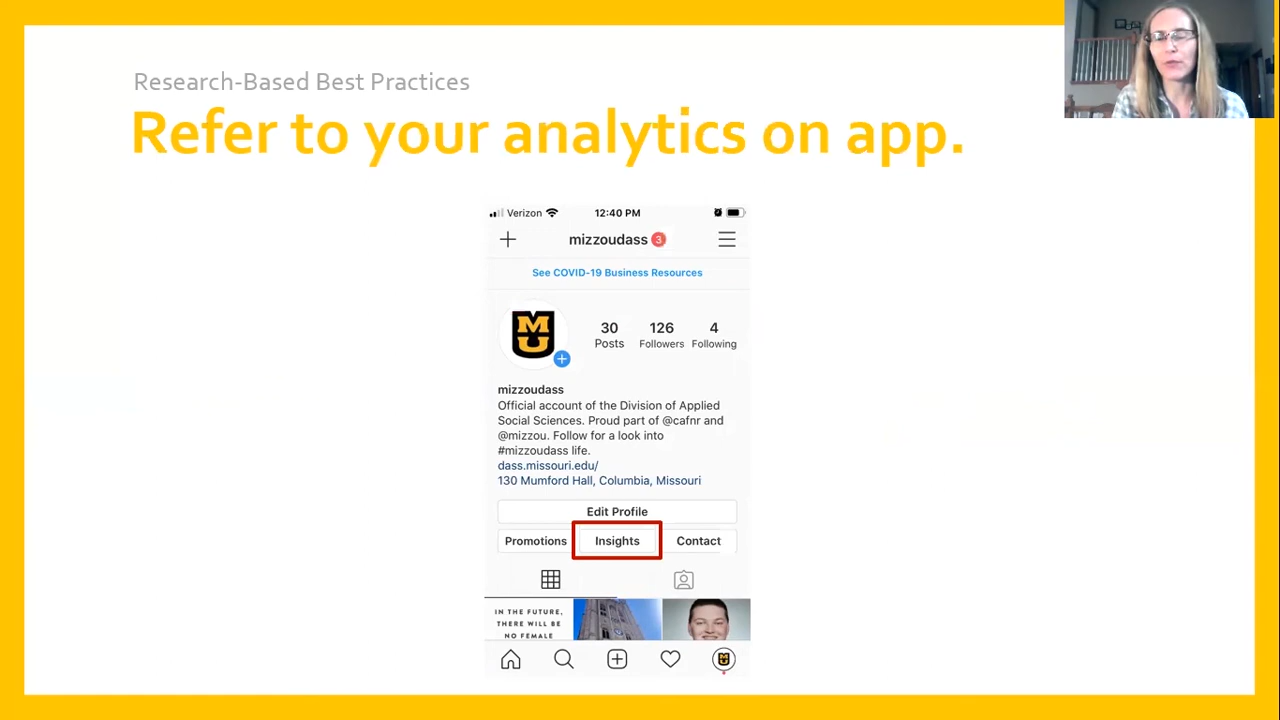 Research-Based Best Practices
Refer to your analytics on app.
Verizon 12:40 PM
mizzoudass 3
See COVID-19 Business Resources
MU
30 126 4
Posts Followers Following
mizzoudass
Official account of the Division of Applied
Social Sciences. Proud part of @cafnr and
@mizzou. Follow for a look into
#mizzoudass life.
dass.missouri.edu/
130 Mumford Hall, Columbia, Missouri
Edit Profile
Promotions Insights Contact
IN THE FUTURE,
THERE WILL BE
NO FEMALE
MU